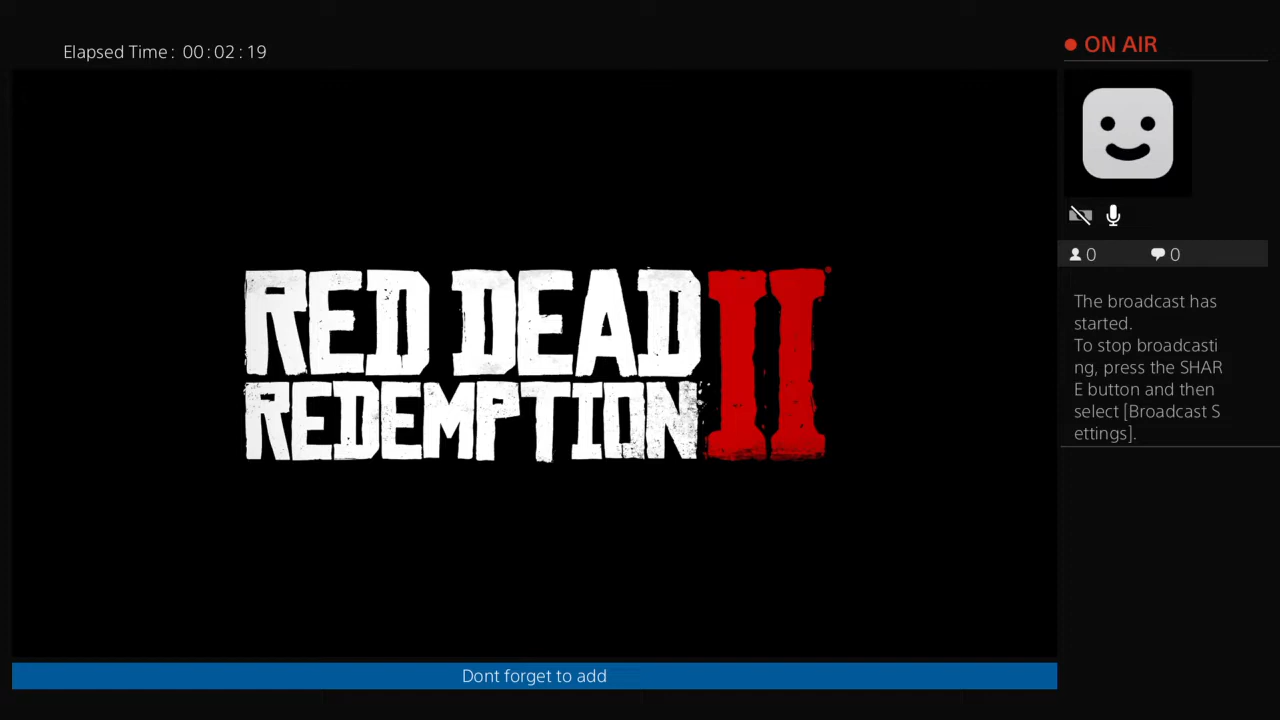 Elapsed Time: 00:02:19
ON AIR
RED DEAD
REDEMPTION II
0 0
The broadcast has
started.
To stop broadcasti
ng, press the SHAR
E button and then
select [Broadcast S
ettings].
Dont forget to add